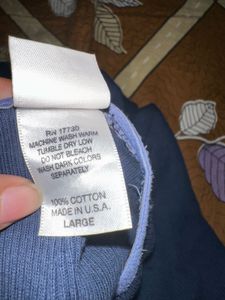 RN 17730
MACHINE WASH WARM
TUMBLE DRY LOW
DO NOT BLEACH
WASH DARK COLORS
SEPARATELY
100% COTTON
MADE IN U.S.A.
LARGE